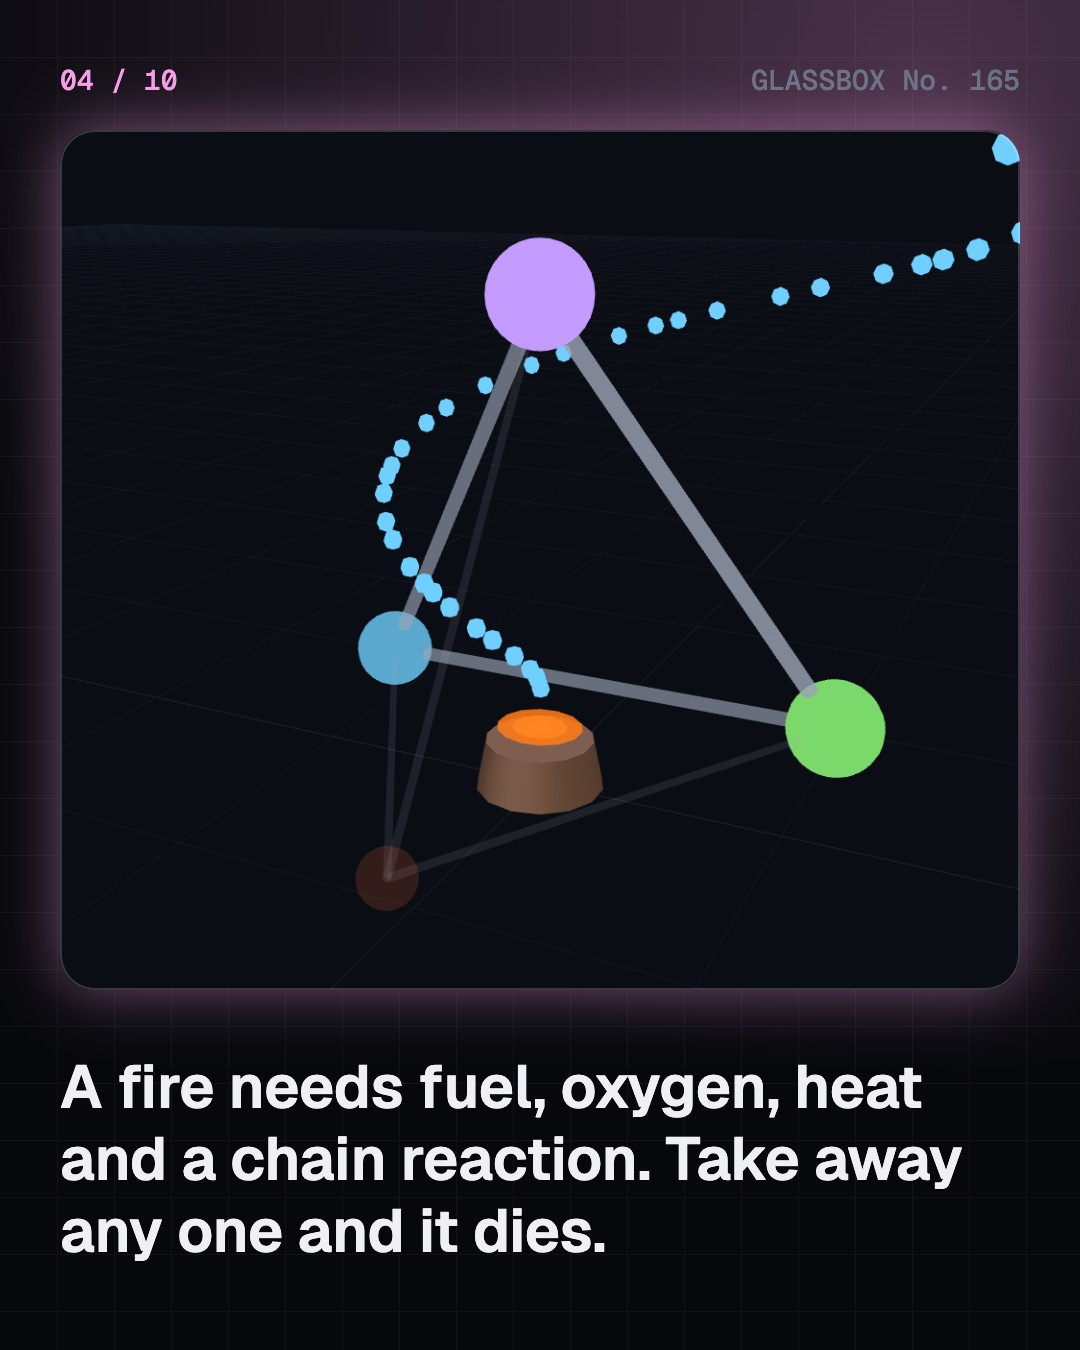 04 / 10
GLASSBOX No. 165
A fire needs fuel, oxygen, heat
and a chain reaction. Take away
any one and it dies.